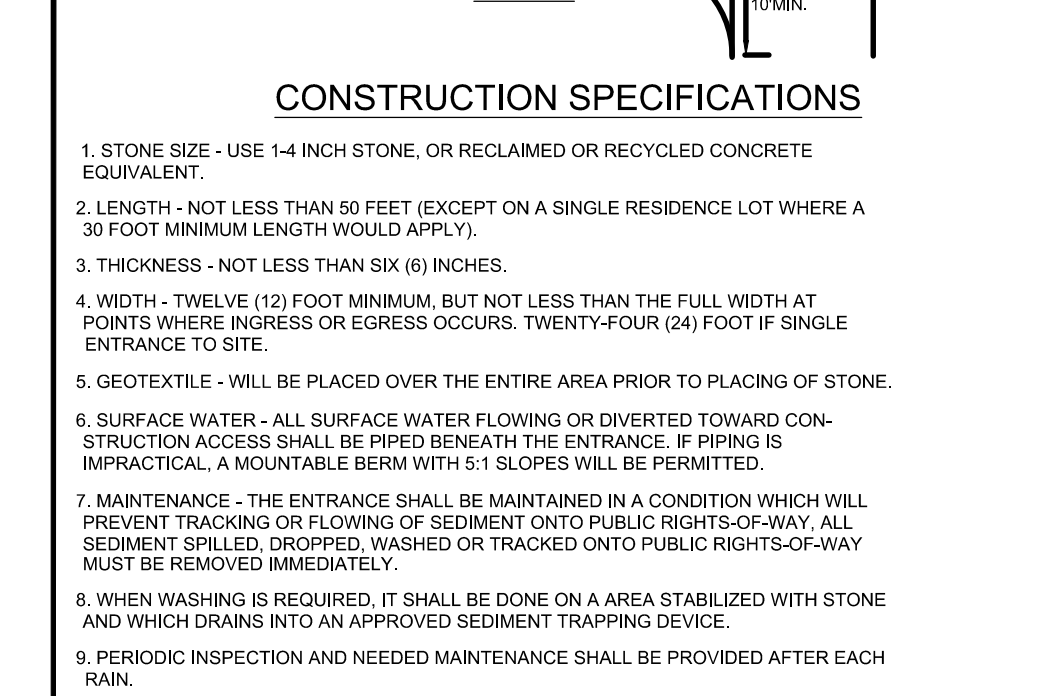 10'MIN.
CONSTRUCTION SPECIFICATIONS
1. STONE SIZE - USE 1-4 INCH STONE, OR RECLAIMED OR RECYCLED CONCRETE
EQUIVALENT.
2. LENGTH - NOT LESS THAN 50 FEET (EXCEPT ON A SINGLE RESIDENCE LOT WHERE A
30 FOOT MINIMUM LENGTH WOULD APPLY).
3. THICKNESS - NOT LESS THAN SIX (6) INCHES.
4. WIDTH - TWELVE (12) FOOT MINIMUM, BUT NOT LESS THAN THE FULL WIDTH AT
POINTS WHERE INGRESS OR EGRESS OCCURS. TWENTY-FOUR (24) FOOT IF SINGLE
ENTRANCE TO SITE.
5. GEOTEXTILE - WILL BE PLACED OVER THE ENTIRE AREA PRIOR TO PLACING OF STONE.
6. SURFACE WATER - ALL SURFACE WATER FLOWING OR DIVERTED TOWARD CON-
STRUCTION ACCESS SHALL BE PIPED BENEATH THE ENTRANCE. IF PIPING IS
IMPRACTICAL, A MOUNTABLE BERM WITH 5:1 SLOPES WILL BE PERMITTED.
7. MAINTENANCE - THE ENTRANCE SHALL BE MAINTAINED IN A CONDITION WHICH WILL
PREVENT TRACKING OR FLOWING OF SEDIMENT ONTO PUBLIC RIGHTS-OF-WAY, ALL
SEDIMENT SPILLED, DROPPED, WASHED OR TRACKED ONTO PUBLIC RIGHTS-OF-WAY
MUST BE REMOVED IMMEDIATELY.
8. WHEN WASHING IS REQUIRED, IT SHALL BE DONE ON A AREA STABILIZED WITH STONE
AND WHICH DRAINS INTO AN APPROVED SEDIMENT TRAPPING DEVICE.
9. PERIODIC INSPECTION AND NEEDED MAINTENANCE SHALL BE PROVIDED AFTER EACH
RAIN.